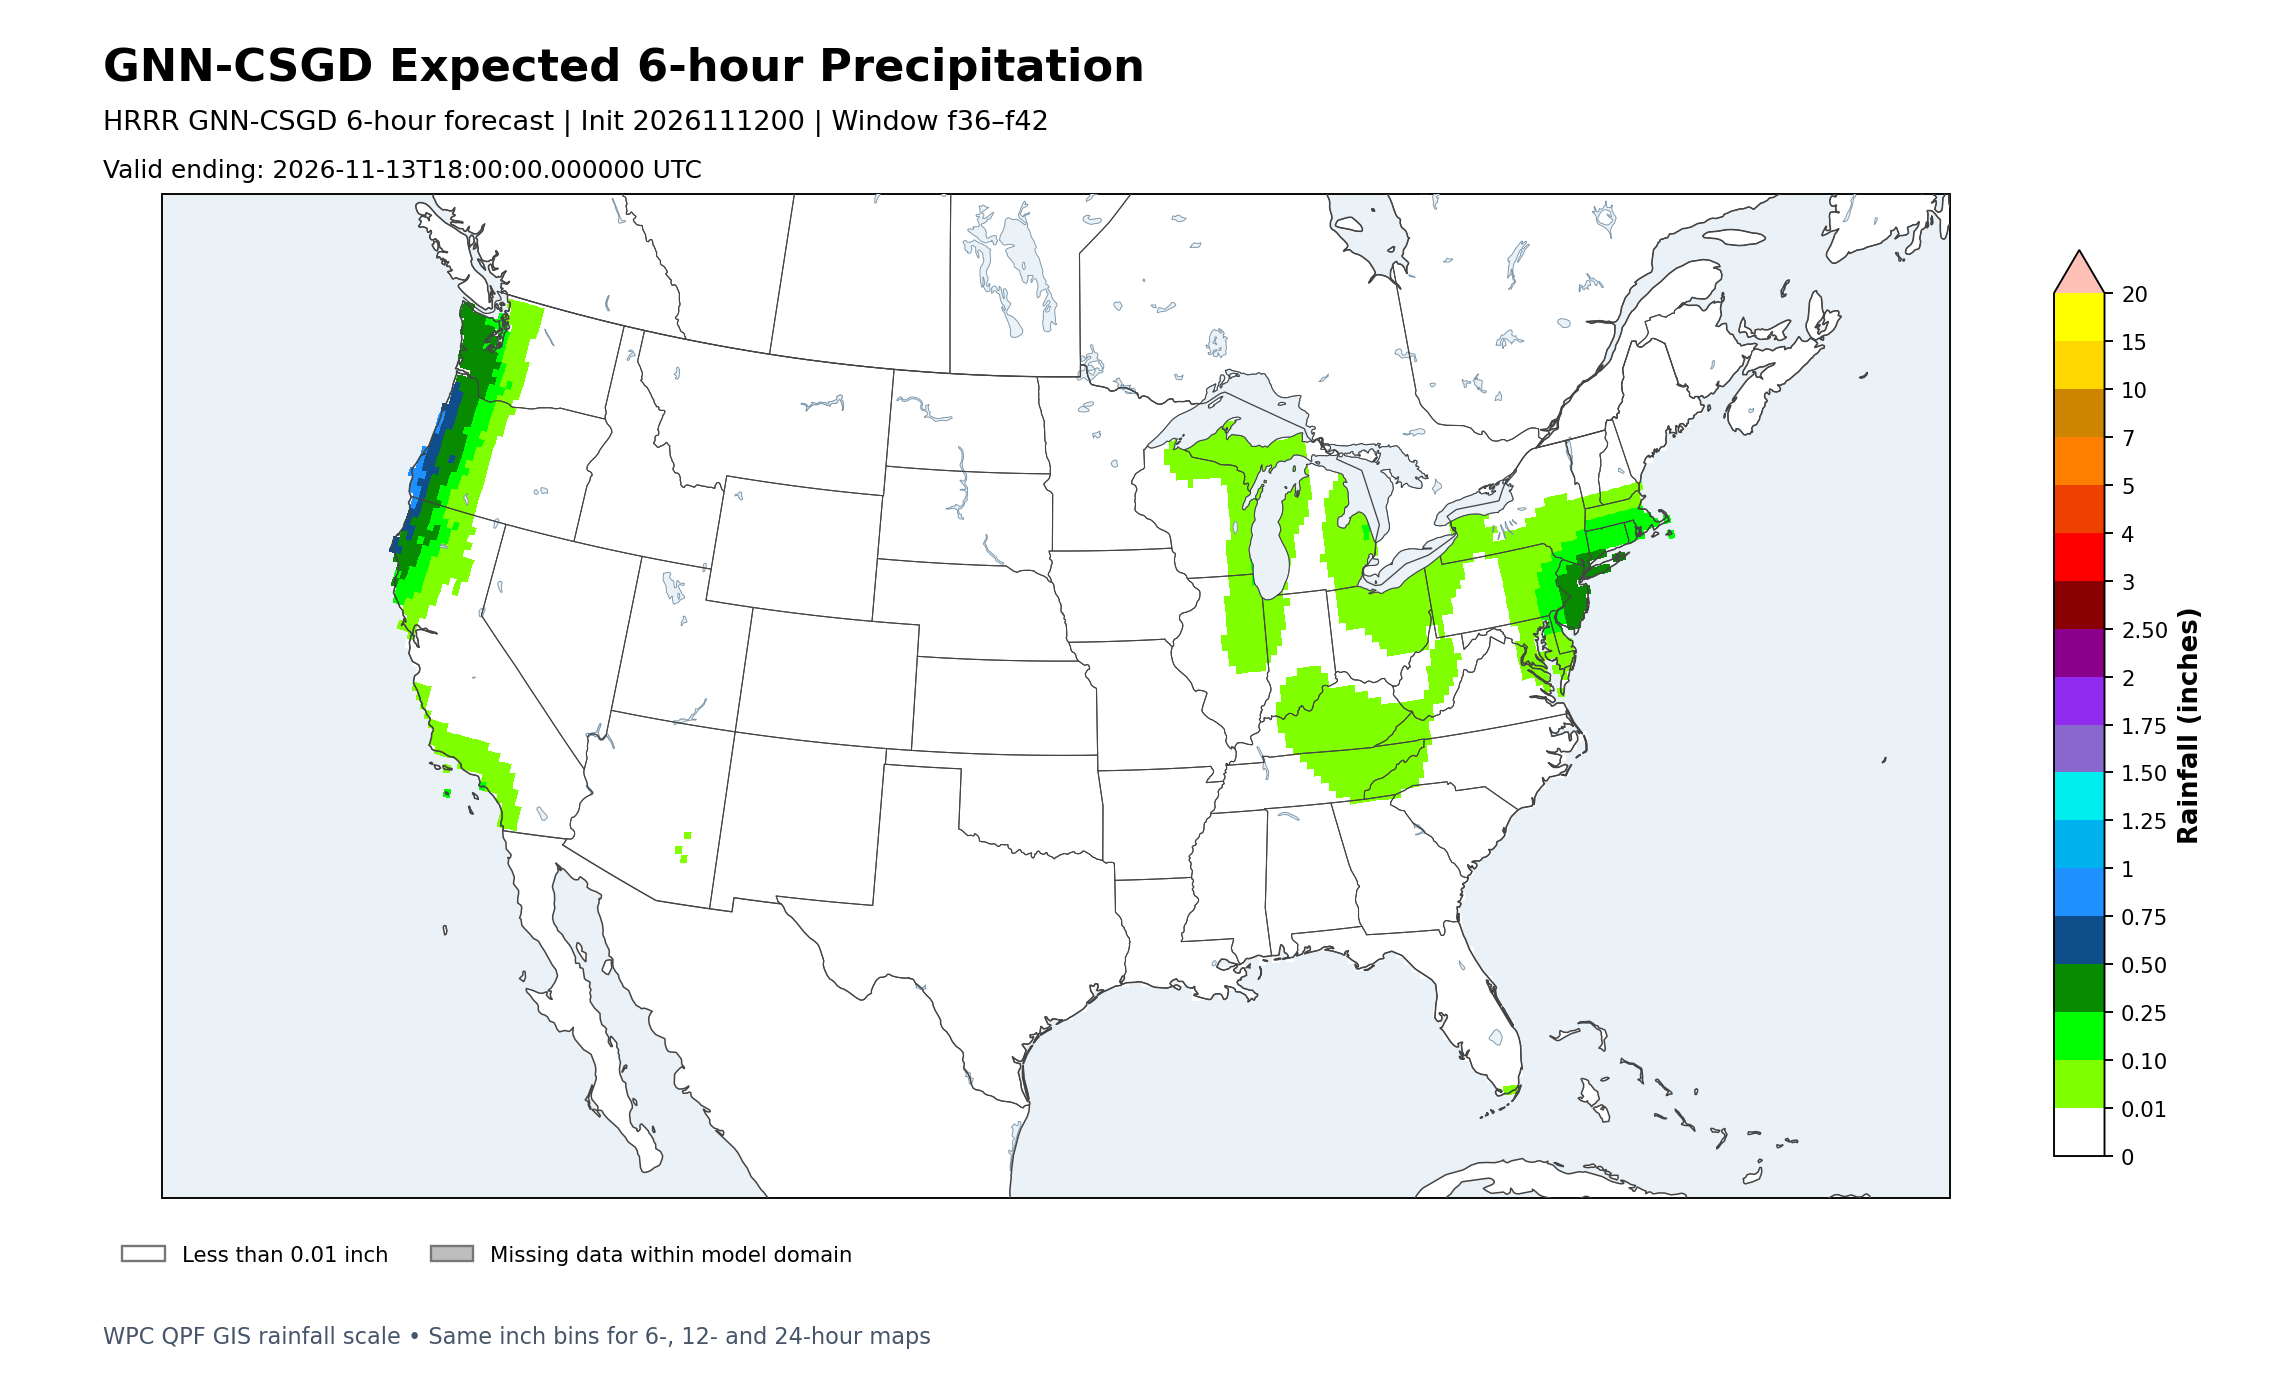 GNN-CSGD Expected 6-hour Precipitation
HRRR GNN-CSGD 6-hour forecast | Init 2026111200 | Window f36–f42
Valid ending: 2026-11-13T18:00:00.000000 UTC
20
15
10
7
5
4
3
2.50
2
1.75
1.50
1.25
1
0.75
0.50
0.25
0.10
0.01
0
Rainfall (inches)
Less than 0.01 inch
Missing data within model domain
WPC QPF GIS rainfall scale • Same inch bins for 6-, 12- and 24-hour maps